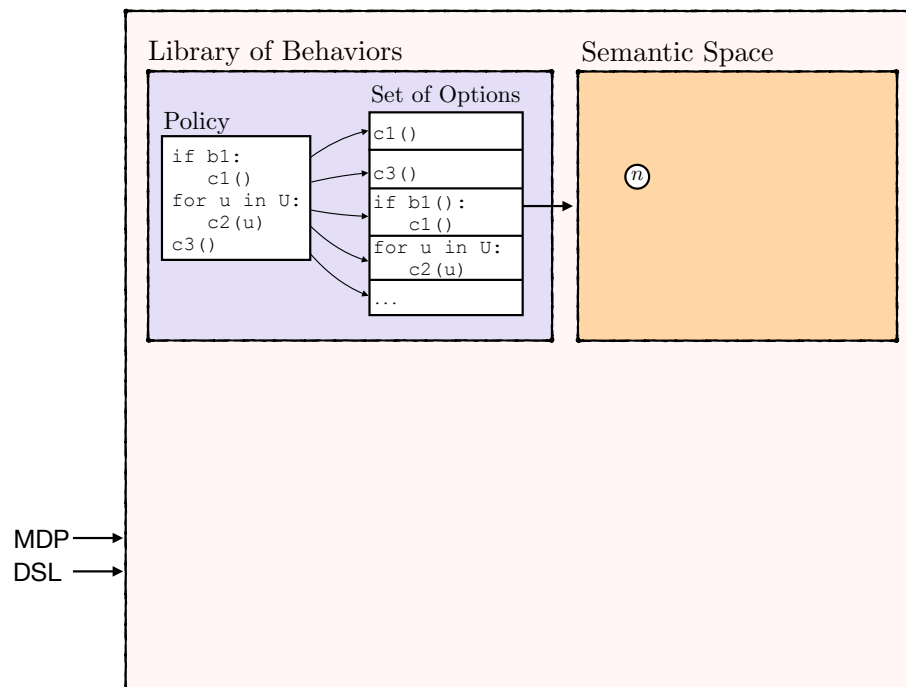 Library of Behaviors
Semantic Space
Policy
if b1:
c1()
for u in U:
c2(u)
c3()
Set of Options
c1()
c3()
if b1():
c1()
for u in U:
c2(u)
...
n
MDP
DSL